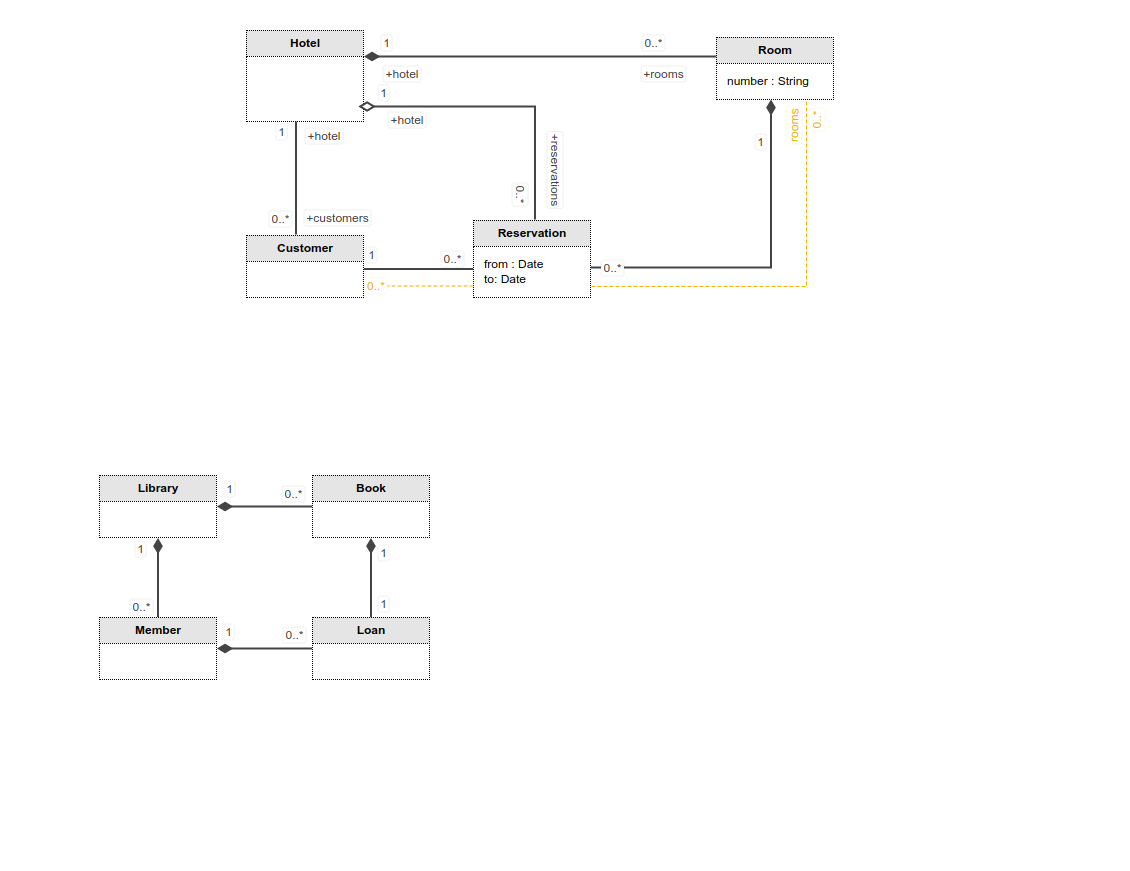 Hotel
1
0..*
Room
+hotel
+rooms
number : String
1
+hotel
1
+hotel
rooms
0..*
1
+reservations
0..*
0..*
+customers
Reservation
Customer
1
0..*
from : Date
to: Date
0..*
0..*
Library
1
0..*
Book
1
1
0..*
1
Member
1
0..*
Loan